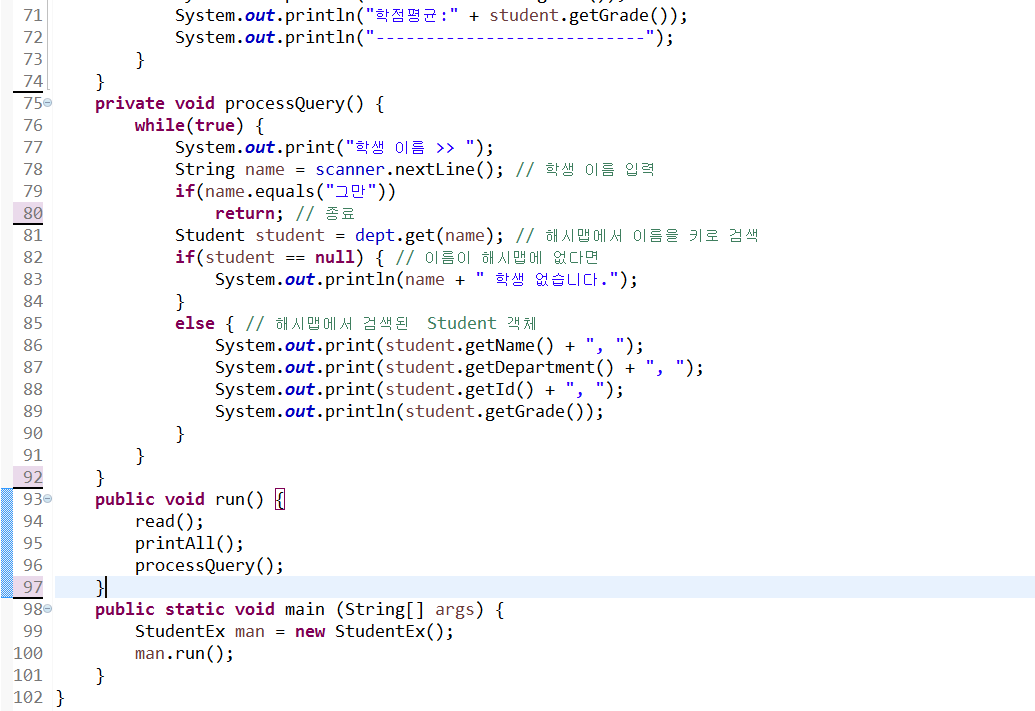 71 System.out.println("학점평균:" + student.getGrade());
72 System.out.println("---------------------------");
73 }
74 }
75 private void processQuery() {
76 while(true) {
77 System.out.print("학생 이름 >> ");
78 String name = scanner.nextLine(); // 학생 이름 입력
79 if(name.equals("그만"))
80 return; // 종료
81 Student student = dept.get(name); // 해시맵에서 이름을 키로 검색
82 if(student == null) { // 이름이 해시맵에 없다면
83 System.out.println(name + " 학생 없습니다.");
84 }
85 else { // 해시맵에서 검색된  Student 객체
86 System.out.print(student.getName() + ", ");
87 System.out.print(student.getDepartment() + ", ");
88 System.out.print(student.getId() + ", ");
89 System.out.println(student.getGrade());
90 }
91 }
92 }
93 public void run() {
94 read();
95 printAll();
96 processQuery();
97 }
98 public static void main (String[] args) {
99 StudentEx man = new StudentEx();
100 man.run();
101 }
102 }